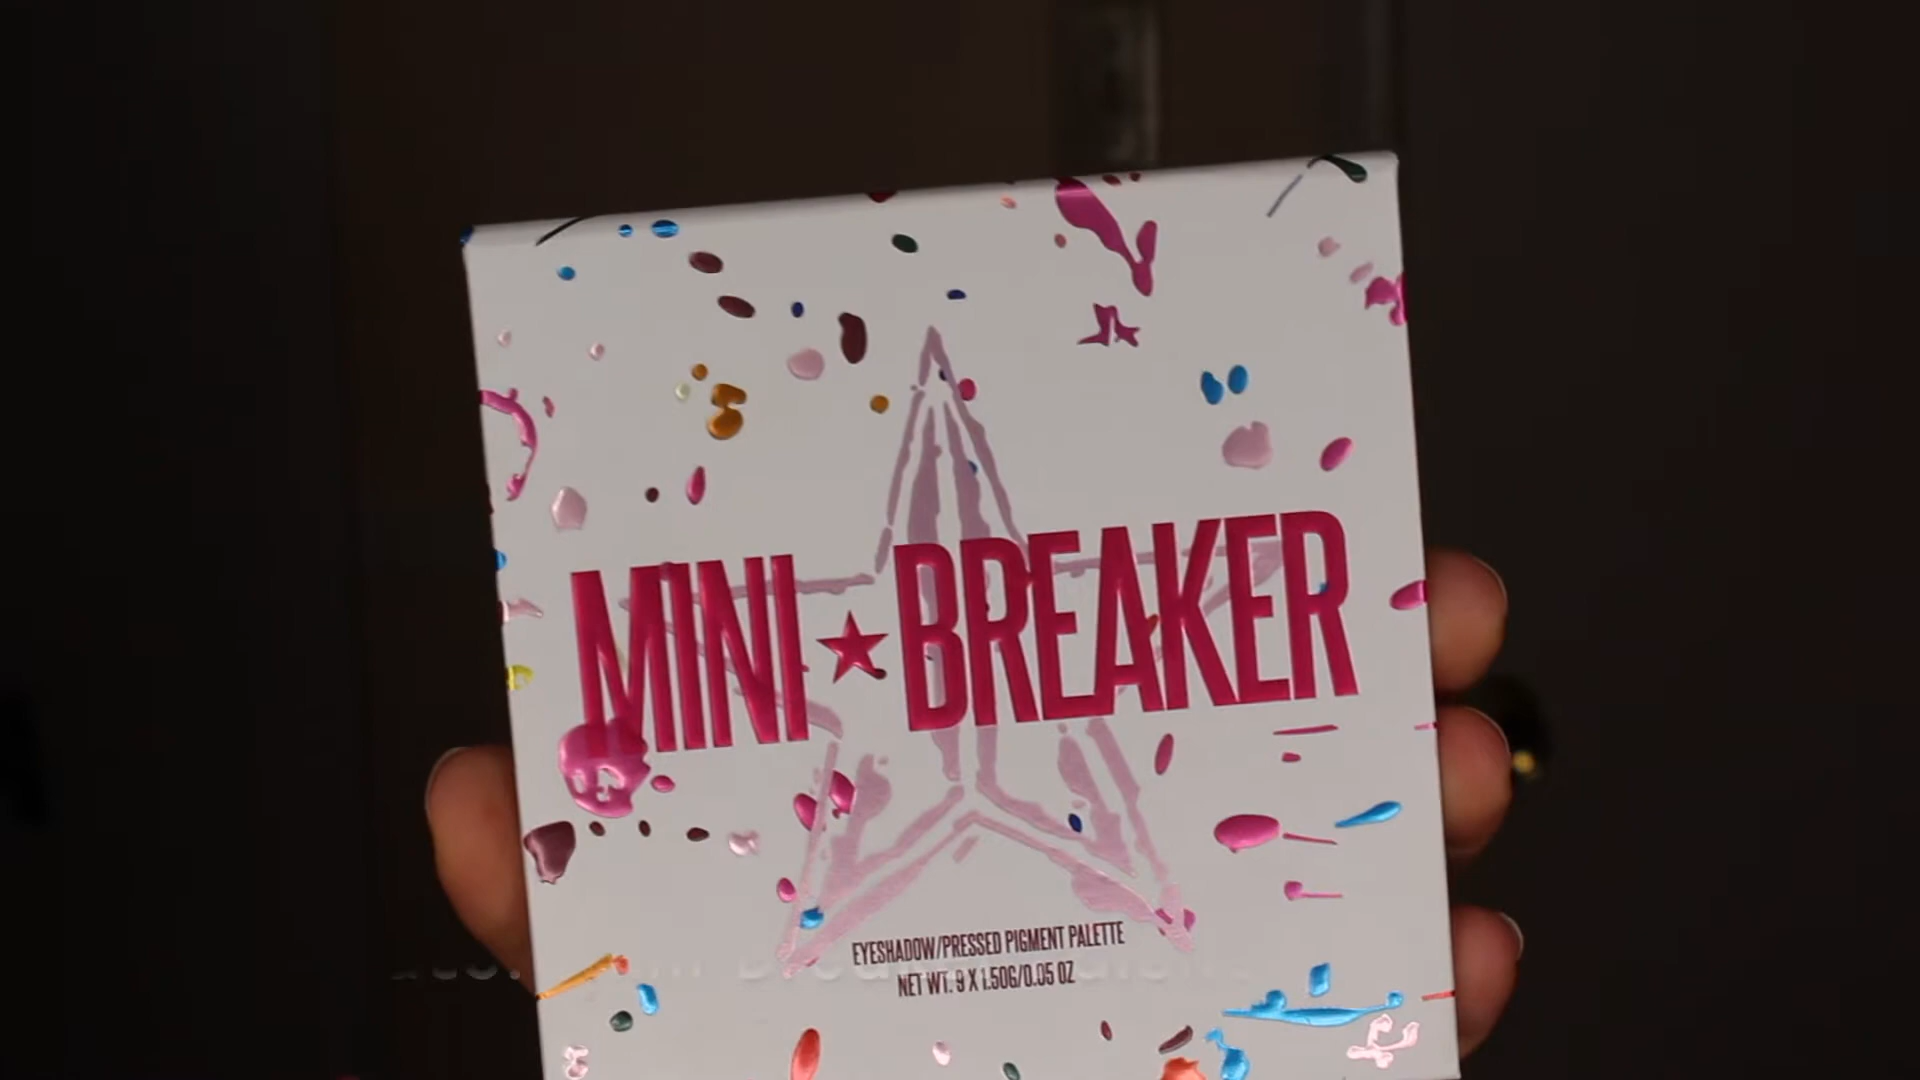 MINI ★ BREAKER
EYESHADOW/PRESSED PIGMENT PALETTE
NET WT. 9 X 1.50G/0.05 OZ